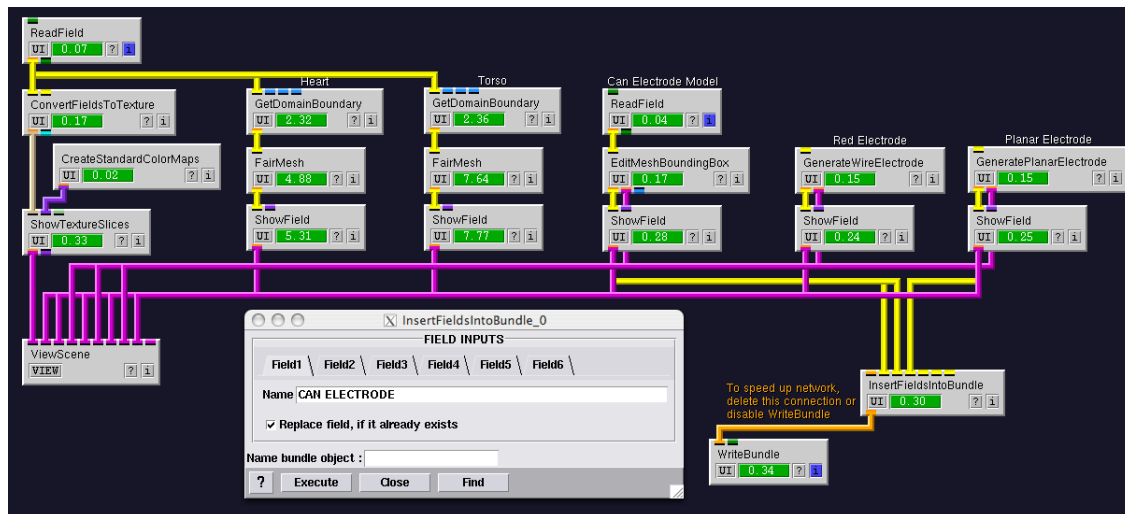 ReadField
UI 0.07 ? i
Heart
Torso
Can Electrode Model
Red Electrode
Planar Electrode
ConvertFieldsToTexture
UI 0.17 ? i
GetDomainBoundary
UI 2.32 ? i
GetDomainBoundary
UI 2.36 ? i
ReadField
UI 0.04 ? i
CreateStandardColorMaps
UI 0.02 ? i
FairMesh
UI 4.88 ? i
FairMesh
UI 7.64 ? i
EditMeshBoundingBox
UI 0.17 ? i
GenerateWireElectrode
UI 0.15 ? i
GeneratePlanarElectrode
UI 0.15 ? i
ShowTextureSlices
UI 0.33 ? i
ShowField
UI 5.31 ? i
ShowField
UI 7.77 ? i
ShowField
UI 0.28 ? i
ShowField
UI 0.24 ? i
ShowField
UI 0.25 ? i
ViewScene
VIEW ? i
X InsertFieldsIntoBundle_0
FIELD INPUTS
Field1 \ Field2 \ Field3 \ Field4 \ Field5 \ Field6 \
Name CAN ELECTRODE
Replace field, if it already exists
Name bundle object :
? Execute Close Find
To speed up network,
delete this connection or
disable WriteBundle
InsertFieldsIntoBundle
UI 0.30 ? i
WriteBundle
UI 0.34 ? i